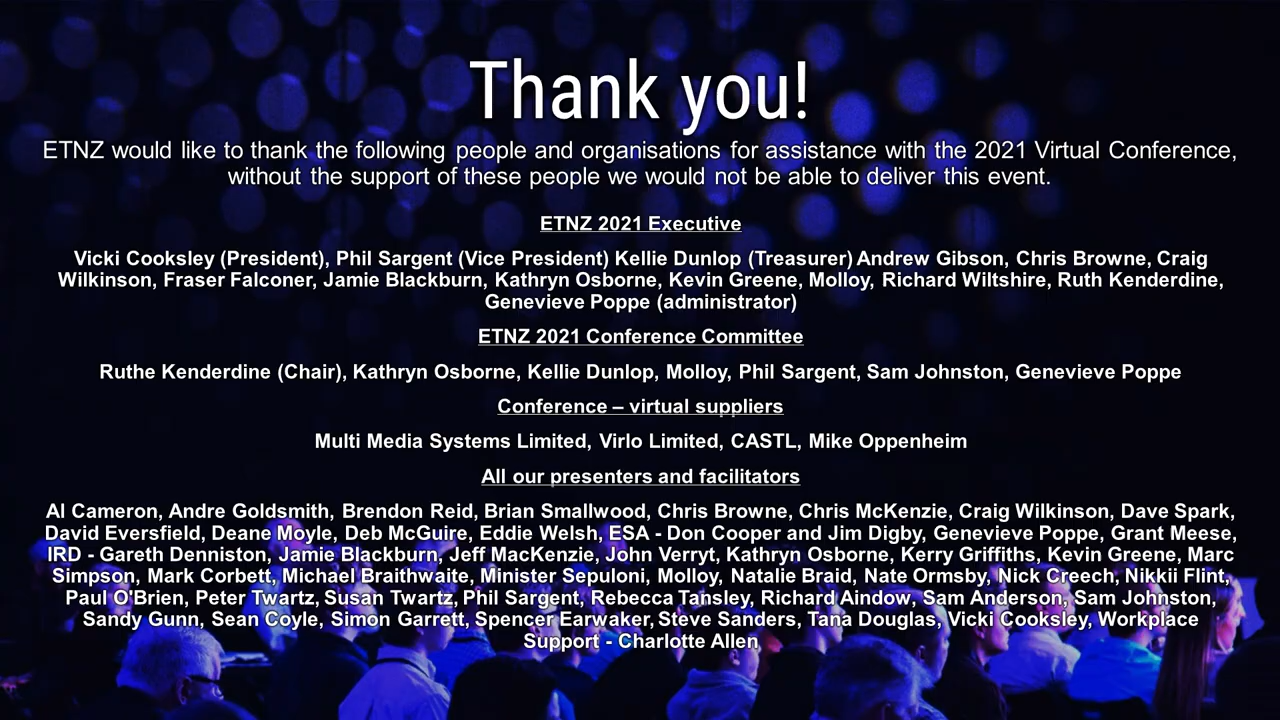 Thank you!
ETNZ would like to thank the following people and organisations for assistance with the 2021 Virtual Conference,
without the support of these people we would not be able to deliver this event.
ETNZ 2021 Executive
Vicki Cooksley (President), Phil Sargent (Vice President) Kellie Dunlop (Treasurer) Andrew Gibson, Chris Browne, Craig
Wilkinson, Fraser Falconer, Jamie Blackburn, Kathryn Osborne, Kevin Greene, Molloy, Richard Wiltshire, Ruth Kenderdine,
Genevieve Poppe (administrator)
ETNZ 2021 Conference Committee
Ruthe Kenderdine (Chair), Kathryn Osborne, Kellie Dunlop, Molloy, Phil Sargent, Sam Johnston, Genevieve Poppe
Conference – virtual suppliers
Multi Media Systems Limited, Virlo Limited, CASTL, Mike Oppenheim
All our presenters and facilitators
Al Cameron, Andre Goldsmith, Brendon Reid, Brian Smallwood, Chris Browne, Chris McKenzie, Craig Wilkinson, Dave Spark,
David Eversfield, Deane Moyle, Deb McGuire, Eddie Welsh, ESA - Don Cooper and Jim Digby, Genevieve Poppe, Grant Meese,
IRD - Gareth Denniston, Jamie Blackburn, Jeff MacKenzie, John Verryt, Kathryn Osborne, Kerry Griffiths, Kevin Greene, Marc
Simpson, Mark Corbett, Michael Braithwaite, Minister Sepuloni, Molloy, Natalie Braid, Nate Ormsby, Nick Creech, Nikkii Flint,
Paul O'Brien, Peter Twartz, Susan Twartz, Phil Sargent, Rebecca Tansley, Richard Aindow, Sam Anderson, Sam Johnston,
Sandy Gunn, Sean Coyle, Simon Garrett, Spencer Earwaker, Steve Sanders, Tana Douglas, Vicki Cooksley, Workplace
Support - Charlotte Allen